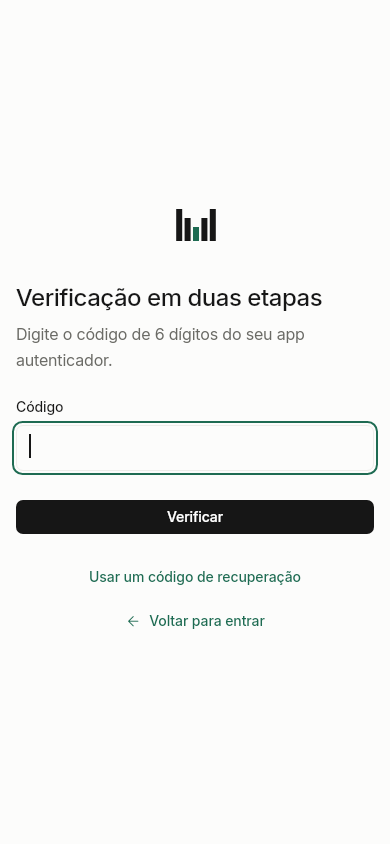 Verificação em duas etapas
Digite o código de 6 dígitos do seu app
autenticador.
Código
Verificar
Usar um código de recuperação
← Voltar para entrar